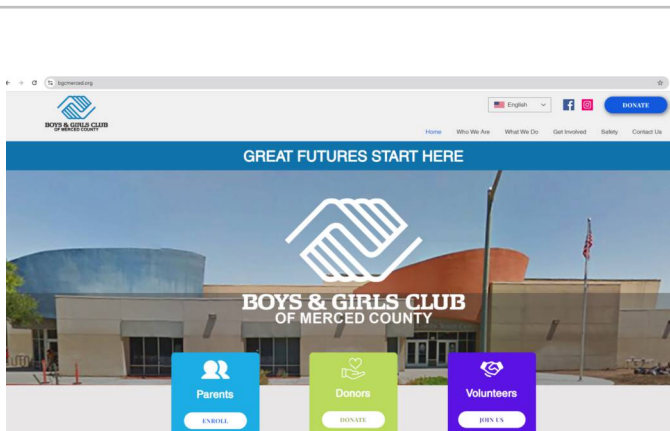 bgcmerced.org
BOYS & GIRLS CLUB
OF MERCED COUNTY
English
DONATE
Home Who We Are What We Do Get Involved Safety Contact Us
GREAT FUTURES START HERE
BOYS & GIRLS CLUB
OF MERCED COUNTY
Parents Donors Volunteers
ENROLL DONATE JOIN US